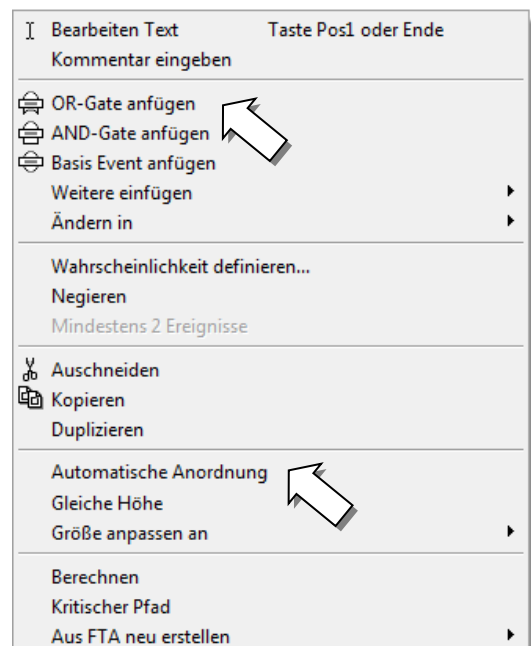 Bearbeiten Text Taste Pos1 oder Ende
Kommentar eingeben
OR-Gate anfügen
AND-Gate anfügen
Basis Event anfügen
Weitere einfügen
Ändern in
Wahrscheinlichkeit definieren...
Negieren
Mindestens 2 Ereignisse
Auschneiden
Kopieren
Duplizieren
Automatische Anordnung
Gleiche Höhe
Größe anpassen an
Berechnen
Kritischer Pfad
Aus FTA neu erstellen